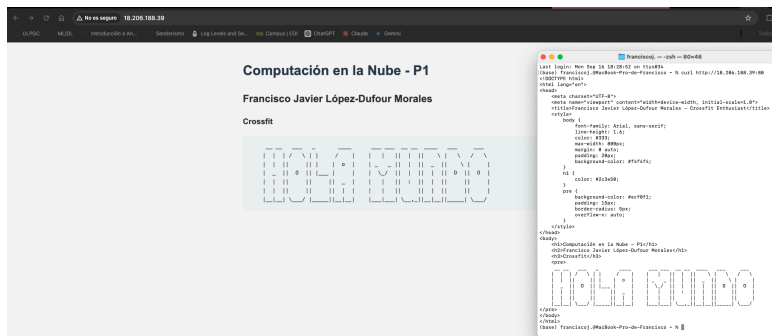 No es seguro 18.206.188.39
ULPGC ML/DL Introducción a An... Senderismo Log Levels and Se... Campus | EOI ChatGPT Claude Gemini
Computación en la Nube - P1
Francisco Javier López-Dufour Morales
Crossfit
franciscoj. — -zsh — 80×46
Last login: Mon Sep 16 18:28:52 on ttys034
(base) franciscoj.@MacBook-Pro-de-Francisco ~ % curl http://18.206.188.39:80
<!DOCTYPE html>
<html lang="en">
<head>
<meta charset="UTF-8">
<meta name="viewport" content="width=device-width, initial-scale=1.0">
<title>Francisco Javier López-Dufour Morales - Crossfit Enthusiast</title>
<style>
body {
font-family: Arial, sans-serif;
line-height: 1.6;
color: #333;
max-width: 800px;
margin: 0 auto;
padding: 20px;
background-color: #f4f4f4;
}
h1 {
color: #2c3e50;
}
pre {
background-color: #ecf0f1;
padding: 15px;
border-radius: 5px;
overflow-x: auto;
}
</style>
</head>
<body>
<h1>Computación en la Nube - P1</h1>
<h2>Francisco Javier López-Dufour Morales</h2>
<h3>Crossfit</h3>
<pre>
</pre>
</body>
</html>
(base) franciscoj.@MacBook-Pro-de-Francisco ~ %